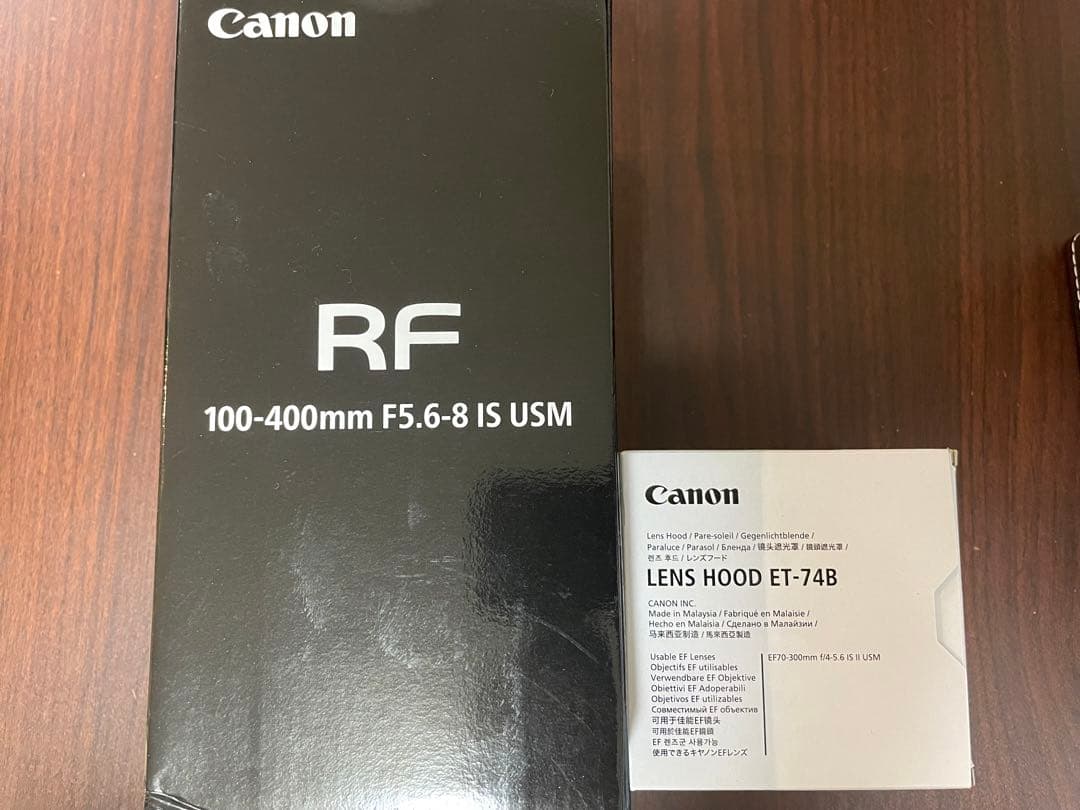 Canon
RF
100-400mm F5.6-8 IS USM
Canon
Lens Hood / Pare-soleil / Gegenlichtblende /
Paraluce / Parasol / Бленда / 镜头遮光罩 / 鏡頭遮光罩 /
렌즈 후드 / レンズフード
LENS HOOD ET-74B
CANON INC.
Made in Malaysia / Fabriqué en Malaisie /
Hecho en Malaisia / Сделано в Малайзии /
马来西亚制造 / 馬來西亞製造
Usable EF Lenses
Objectifs EF utilisables
Verwendbare EF Objektive
Obiettivi EF Adoperabili
Objetivos EF utilizables
Совместимый EF объектив
可用于佳能EF镜头
可用於佳能EF鏡頭
EF 렌즈군 사용가능
使用できるキヤノンEFレンズ
EF70-300mm f/4-5.6 IS II USM